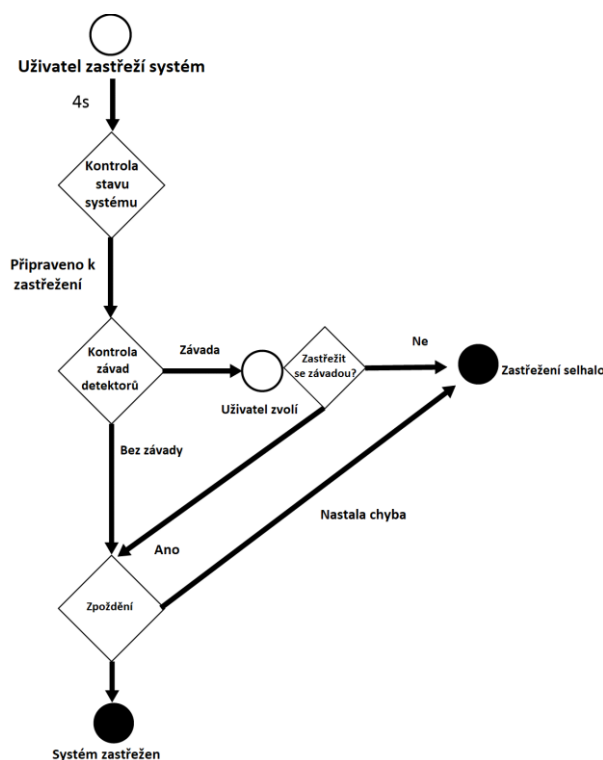 Uživatel zastřeží systém
4s
Kontrola
stavu
systému
Připraveno k
zastřežení
Kontrola
závad
detektorů
Závada
Uživatel zvolí
Zastřežit
se závadou?
Ne
Zastřežení selhalo
Bez závady
Ano
Nastala chyba
Zpoždění
Systém zastřežen